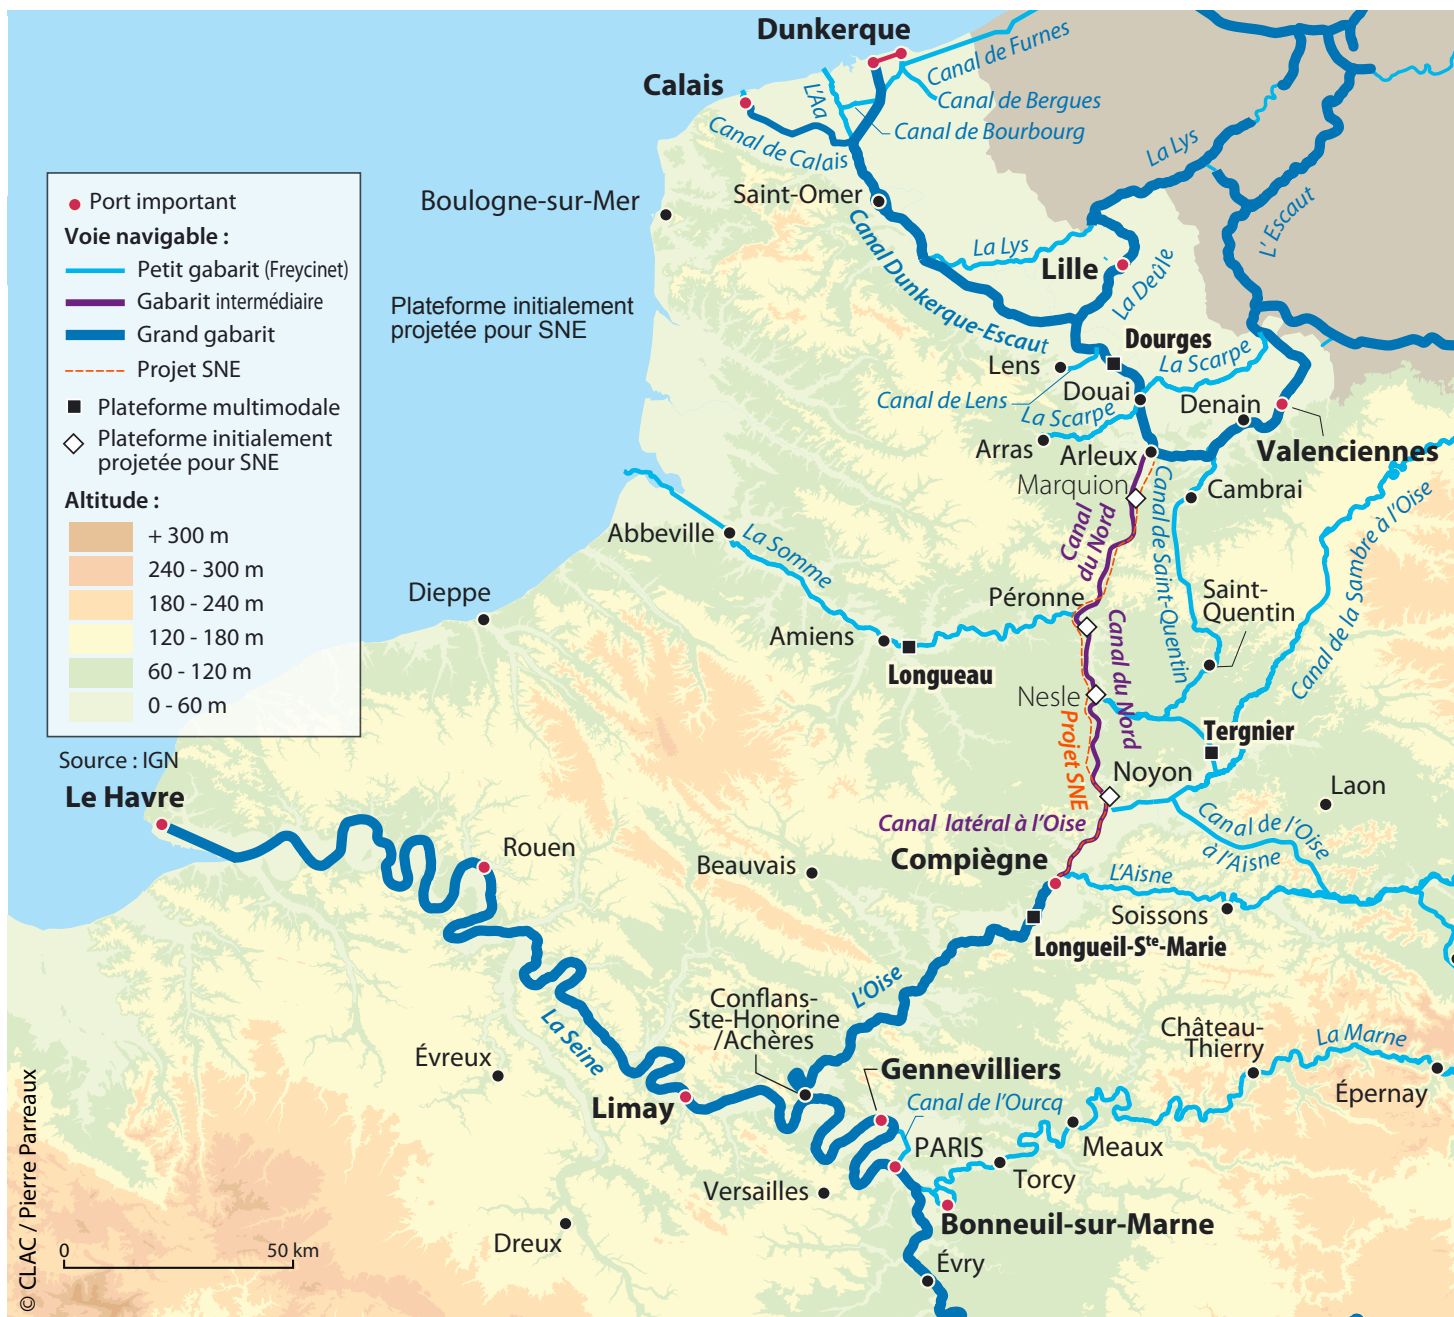 Dunkerque
Canal de Furnes
Calais
L'Aa
Canal de Bergues
Canal de Bourbourg
Canal de Calais
La Lys
Port important
Voie navigable :
Petit gabarit (Freycinet)
Gabarit intermédiaire
Grand gabarit
Projet SNE
Plateforme multimodale
Plateforme initialement
projetée pour SNE
Altitude :
+ 300 m
240 - 300 m
180 - 240 m
120 - 180 m
60 - 120 m
0 - 60 m
Source : IGN
Boulogne-sur-Mer
Saint-Omer
L'Escaut
Canal Dunkerque-Escaut
La Lys
Lille
La Deûle
Plateforme initialement
projetée pour SNE
Dourges
Lens
La Scarpe
Canal de Lens
Douai
La Scarpe
Denain
Arras
Arleux
Valenciennes
Marquion
Cambrai
Canal
du Nord
Canal de Saint-Quentin
Canal de la Sambre à l'Oise
Abbeville
La Somme
Dieppe
Péronne
Saint-
Quentin
Amiens
Longueau
Canal du Nord
Nesle
Projet SNE
Tergnier
Noyon
Laon
Le Havre
Canal latéral à l'Oise
Canal de l'Oise
à l'Aisne
Rouen
Beauvais
Compiègne
L'Aisne
Soissons
Longueil-Ste-Marie
L'Oise
Conflans-
Ste-Honorine
/Achères
La Seine
Château-
Thierry
La Marne
Évreux
Gennevilliers
Épernay
Limay
Canal de l'Ourcq
Meaux
PARIS
Torcy
Versailles
Bonneuil-sur-Marne
Dreux
Évry
0
50 km
© CLAC / Pierre Parreaux